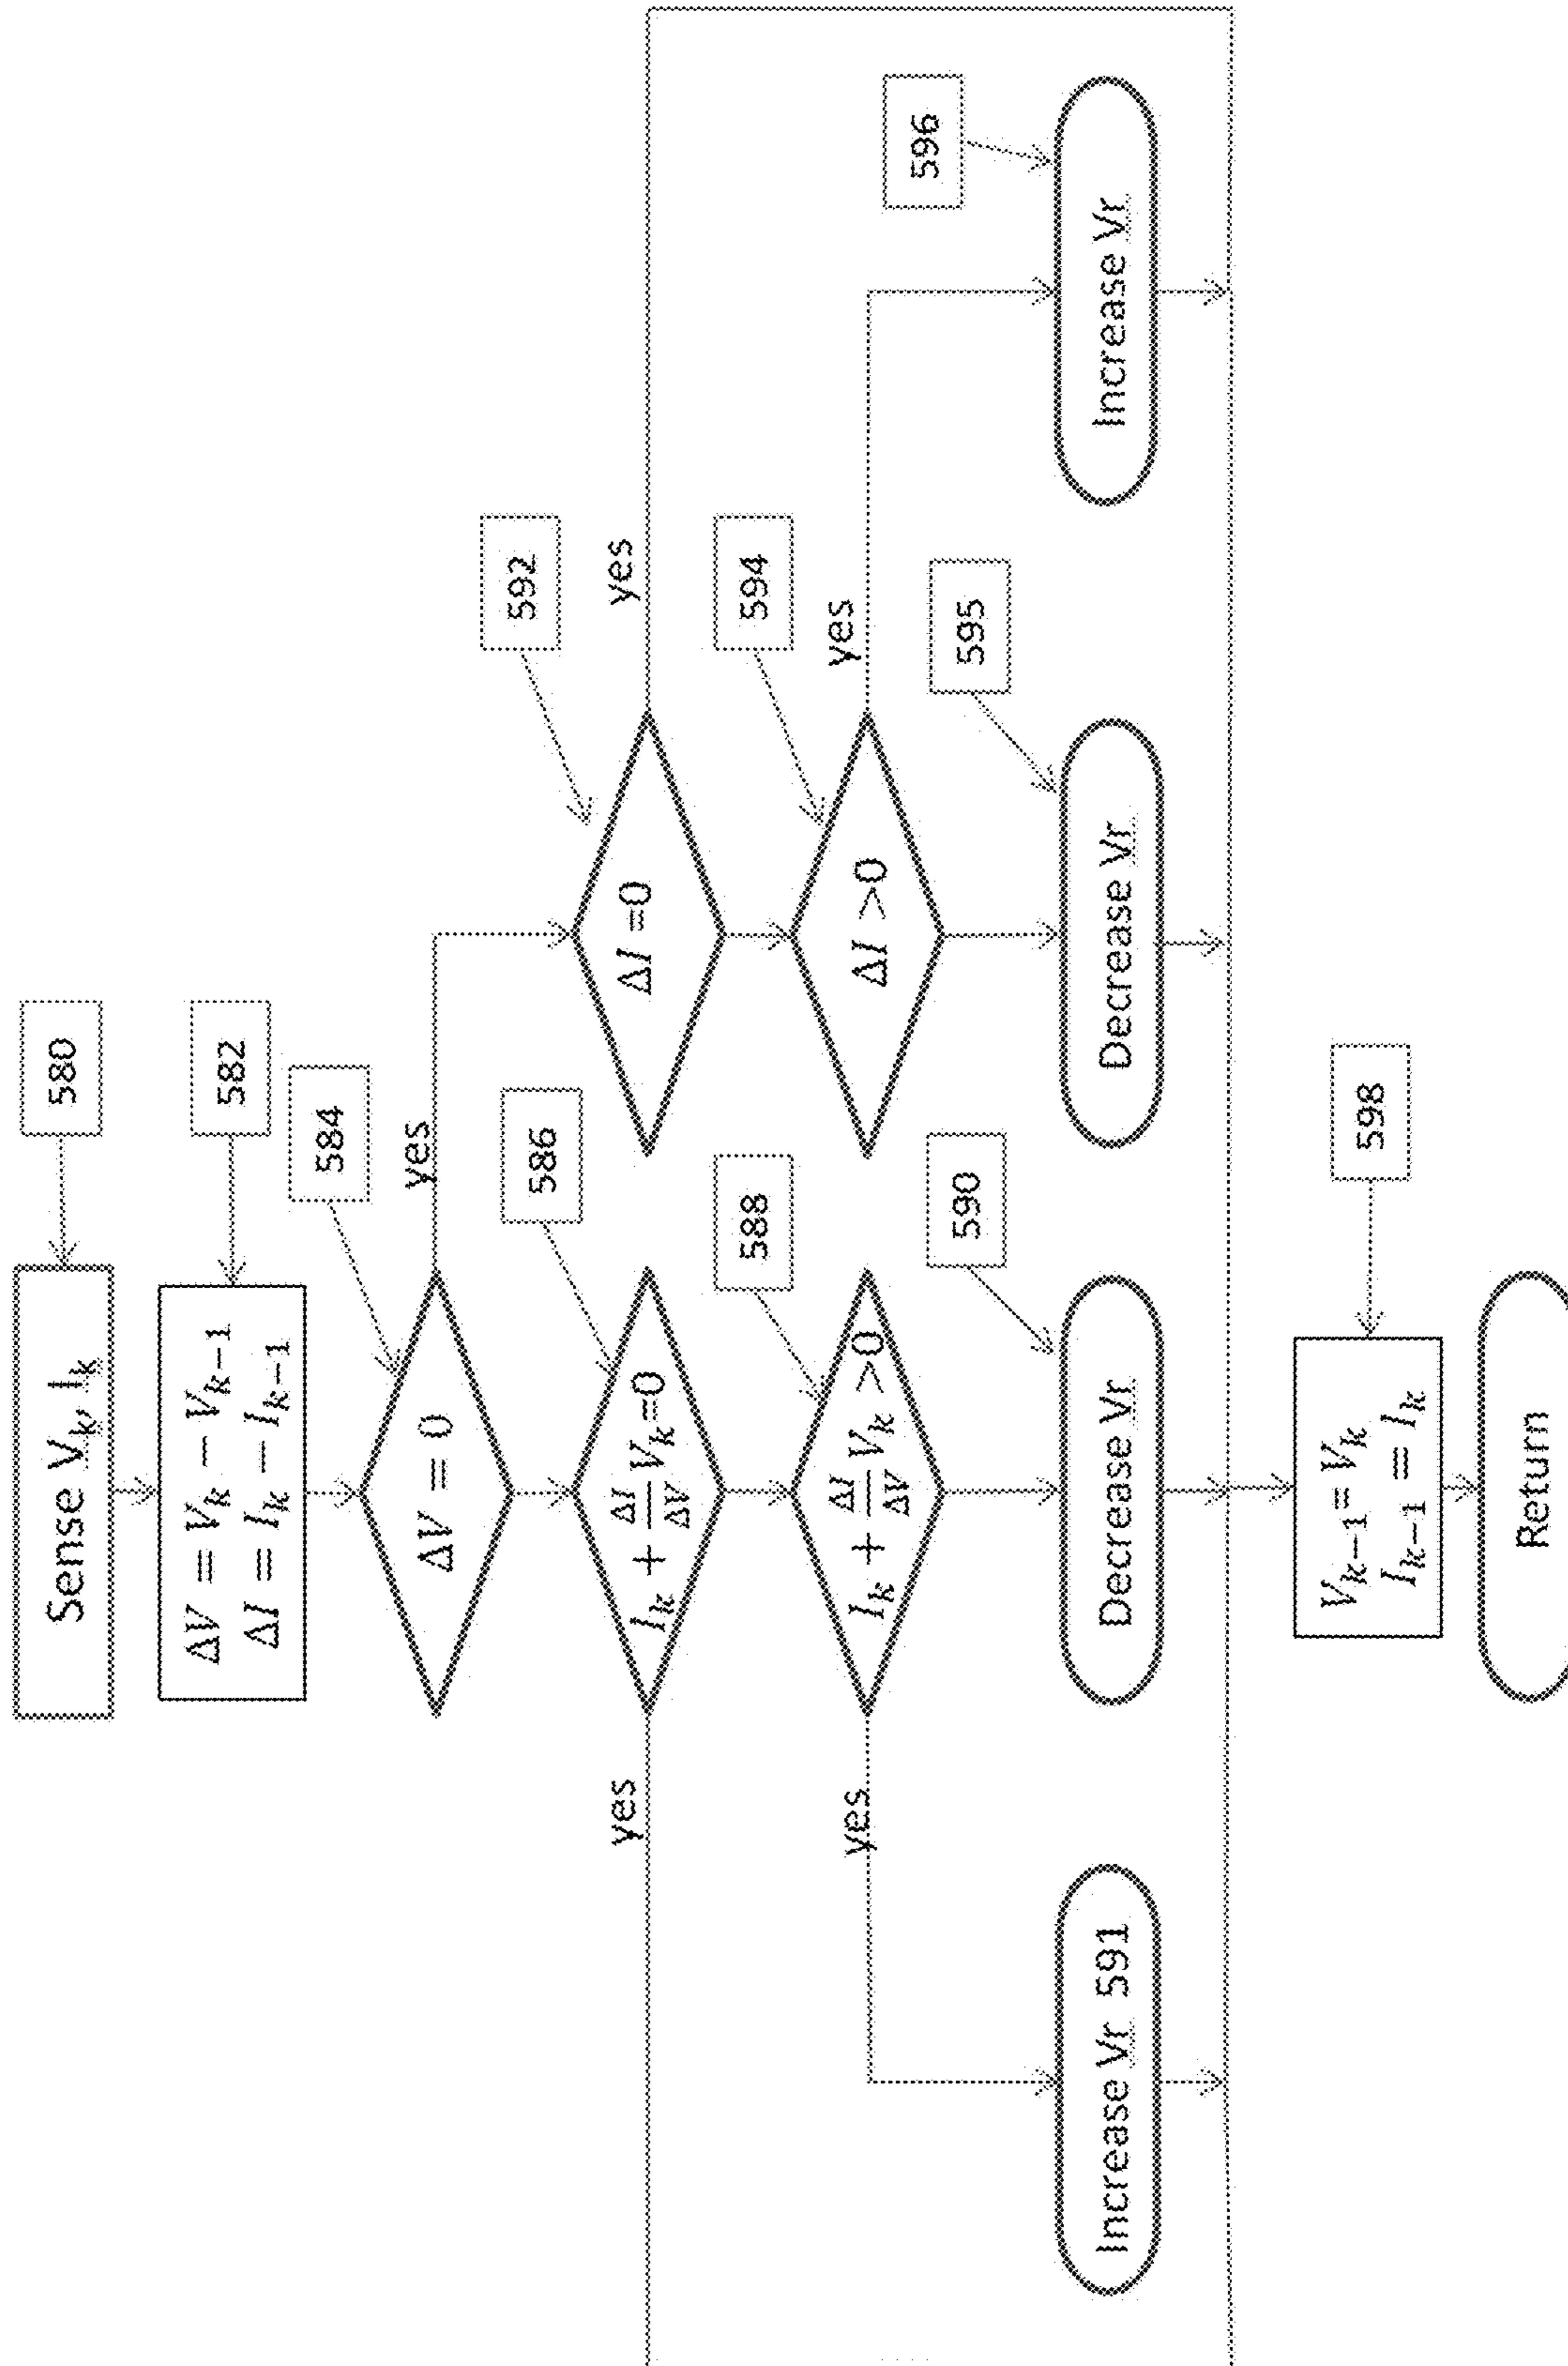 Sense Vk, Ik
580
ΔV = Vk − Vk−1
ΔI = Ik − Ik−1
582
584
ΔV = 0
yes
586
Ik + ΔI/ΔV Vk=0
yes
592
ΔI =0
yes
588
Ik + ΔI/ΔV Vk >0
yes
594
ΔI >0
yes
590
595
596
Increase Vr 591
Decrease Vr
Decrease Vr
Increase Vr
Vk−1= Vk
Ik−1 = Ik
598
Return